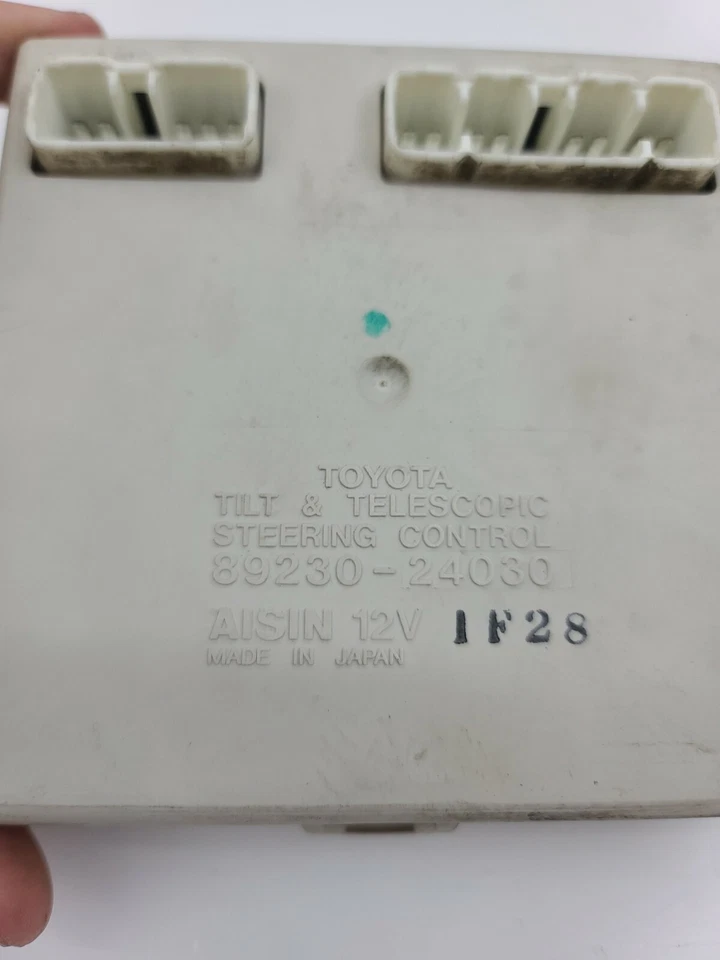 TOYOTA
TILT & TELESCOPIC
STEERING CONTROL
89230-24030
AISIN 12V 1F28
MADE IN JAPAN